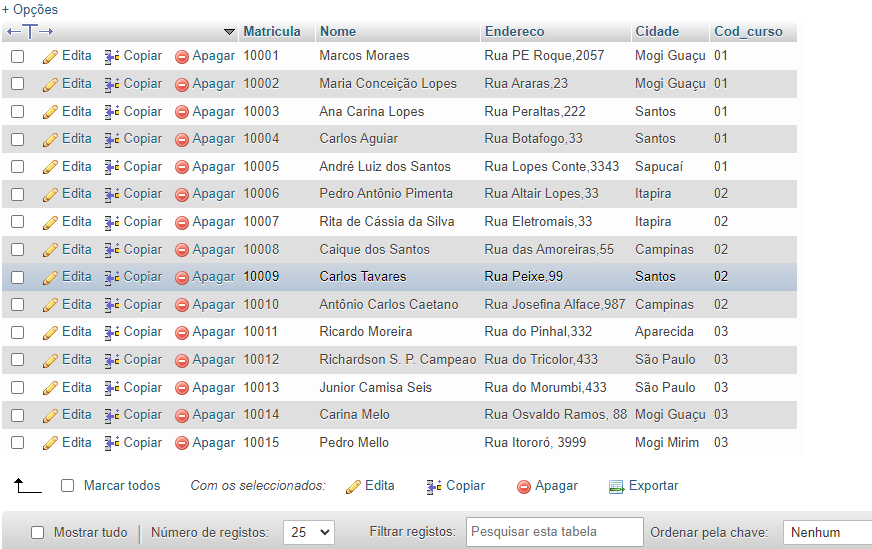 + Opções
Matricula Nome Endereco Cidade Cod_curso
Edita Copiar Apagar 10001 Marcos Moraes Rua PE Roque,2057 Mogi Guaçu 01
Edita Copiar Apagar 10002 Maria Conceição Lopes Rua Araras,23 Mogi Guaçu 01
Edita Copiar Apagar 10003 Ana Carina Lopes Rua Peraltas,222 Santos 01
Edita Copiar Apagar 10004 Carlos Aguiar Rua Botafogo,33 Santos 01
Edita Copiar Apagar 10005 André Luiz dos Santos Rua Lopes Conte,3343 Sapucaí 01
Edita Copiar Apagar 10006 Pedro Antônio Pimenta Rua Altair Lopes,33 Itapira 02
Edita Copiar Apagar 10007 Rita de Cássia da Silva Rua Eletromais,33 Itapira 02
Edita Copiar Apagar 10008 Caique dos Santos Rua das Amoreiras,55 Campinas 02
Edita Copiar Apagar 10009 Carlos Tavares Rua Peixe,99 Santos 02
Edita Copiar Apagar 10010 Antônio Carlos Caetano Rua Josefina Alface,987 Campinas 02
Edita Copiar Apagar 10011 Ricardo Moreira Rua do Pinhal,332 Aparecida 03
Edita Copiar Apagar 10012 Richardson S. P. Campeao Rua do Tricolor,433 São Paulo 03
Edita Copiar Apagar 10013 Junior Camisa Seis Rua do Morumbi,433 São Paulo 03
Edita Copiar Apagar 10014 Carina Melo Rua Osvaldo Ramos, 88 Mogi Guaçu 03
Edita Copiar Apagar 10015 Pedro Mello Rua Itororó, 3999 Mogi Mirim 03
Marcar todos Com os seleccionados: Edita Copiar Apagar Exportar
Mostrar tudo Número de registos: 25 Filtrar registos: Pesquisar esta tabela Ordenar pela chave: Nenhum